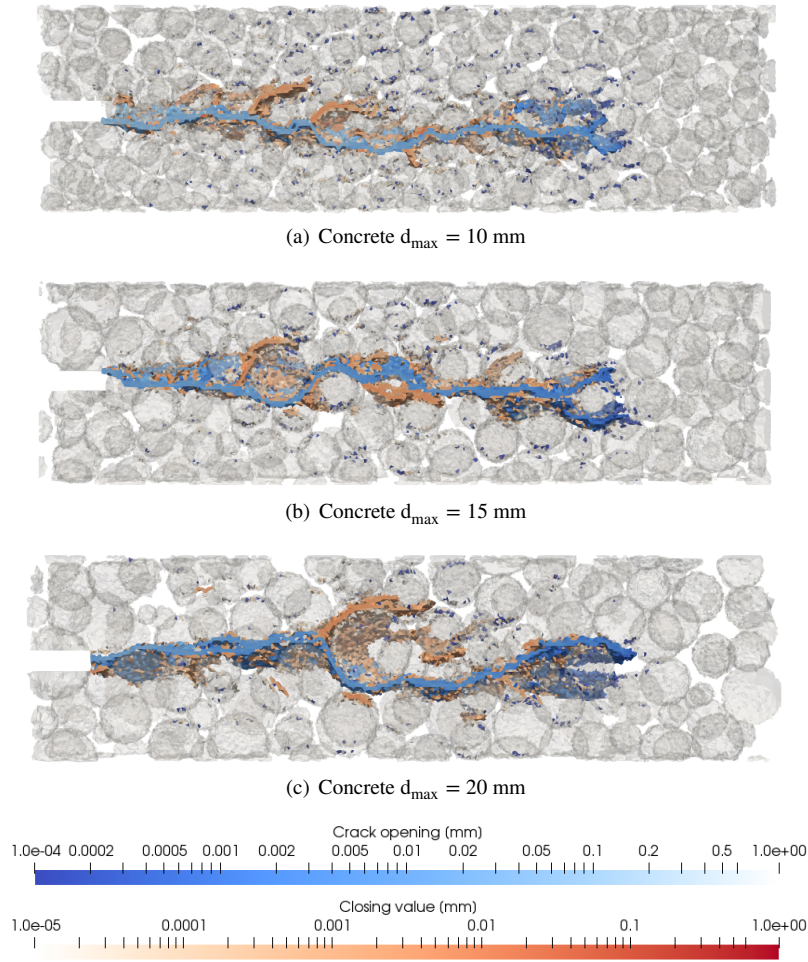 (a) Concrete dmax = 10 mm
(b) Concrete dmax = 15 mm
(c) Concrete dmax = 20 mm
Crack opening [mm]
1.0e-04 0.0002 0.0005 0.001 0.002 0.005 0.01 0.02 0.05 0.1 0.2 0.5 1.0e+00
Closing value [mm]
1.0e-05 0.0001 0.001 0.01 0.1 1.0e+00